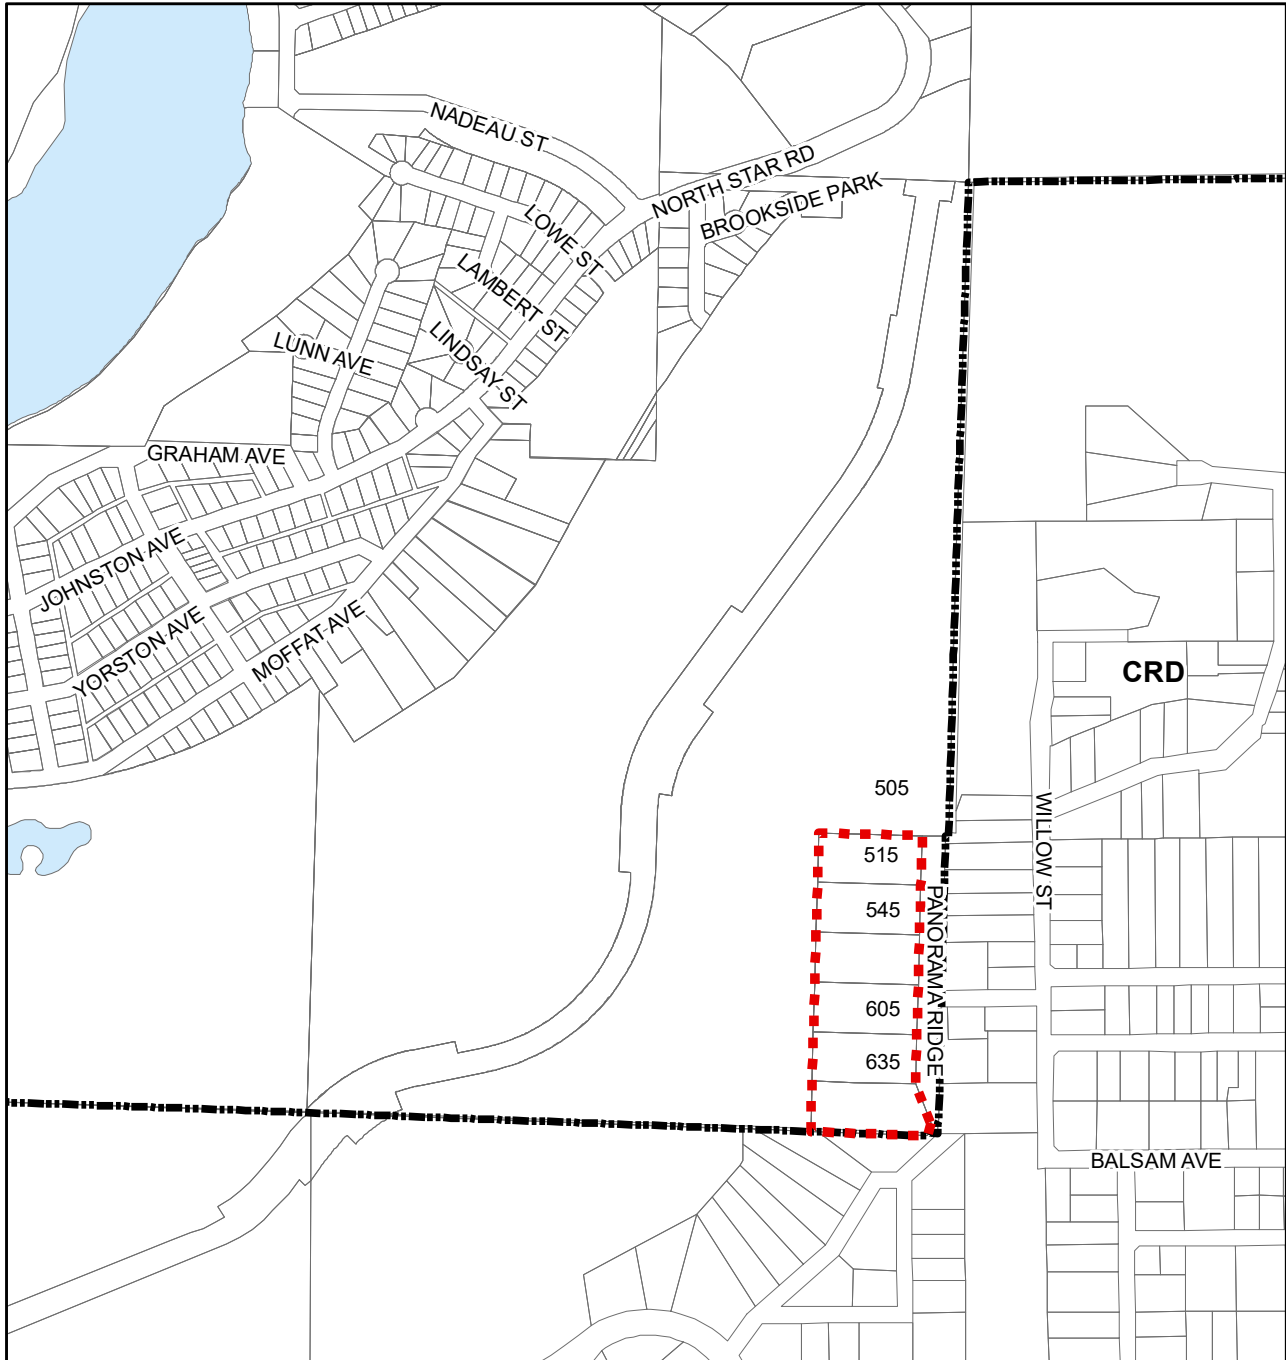 NADEAU ST
NORTH STAR RD
BROOKSIDE PARK
LOWE ST
LAMBERT ST
LINDSAY ST
LUNN AVE
GRAHAM AVE
JOHNSTON AVE
YORSTON AVE
MOFFAT AVE
CRD
505
WILLOW ST
515
545
PANORAMA RIDGE
605
635
BALSAM AVE